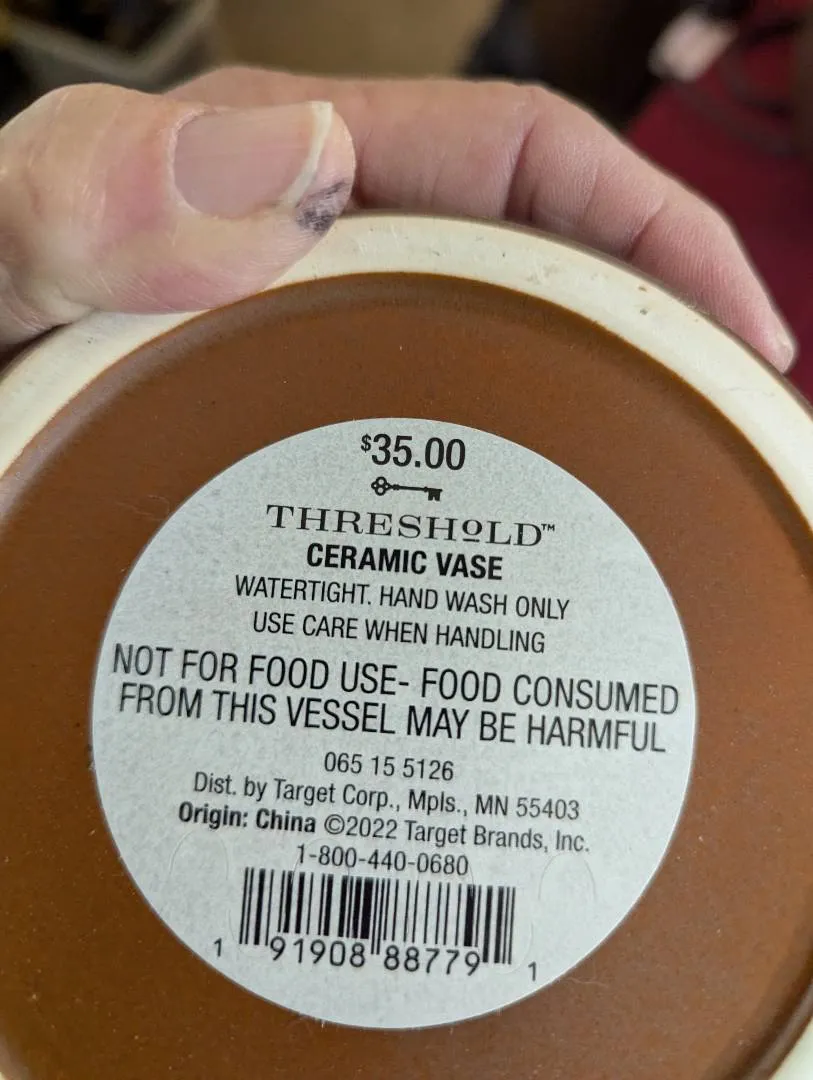 $35.00
THRESHOLD™
CERAMIC VASE
WATERTIGHT. HAND WASH ONLY
USE CARE WHEN HANDLING
NOT FOR FOOD USE- FOOD CONSUMED
FROM THIS VESSEL MAY BE HARMFUL
065 15 5126
Dist. by Target Corp., Mpls., MN 55403
Origin: China ©2022 Target Brands, Inc.
1-800-440-0680
1 91908 88779 1